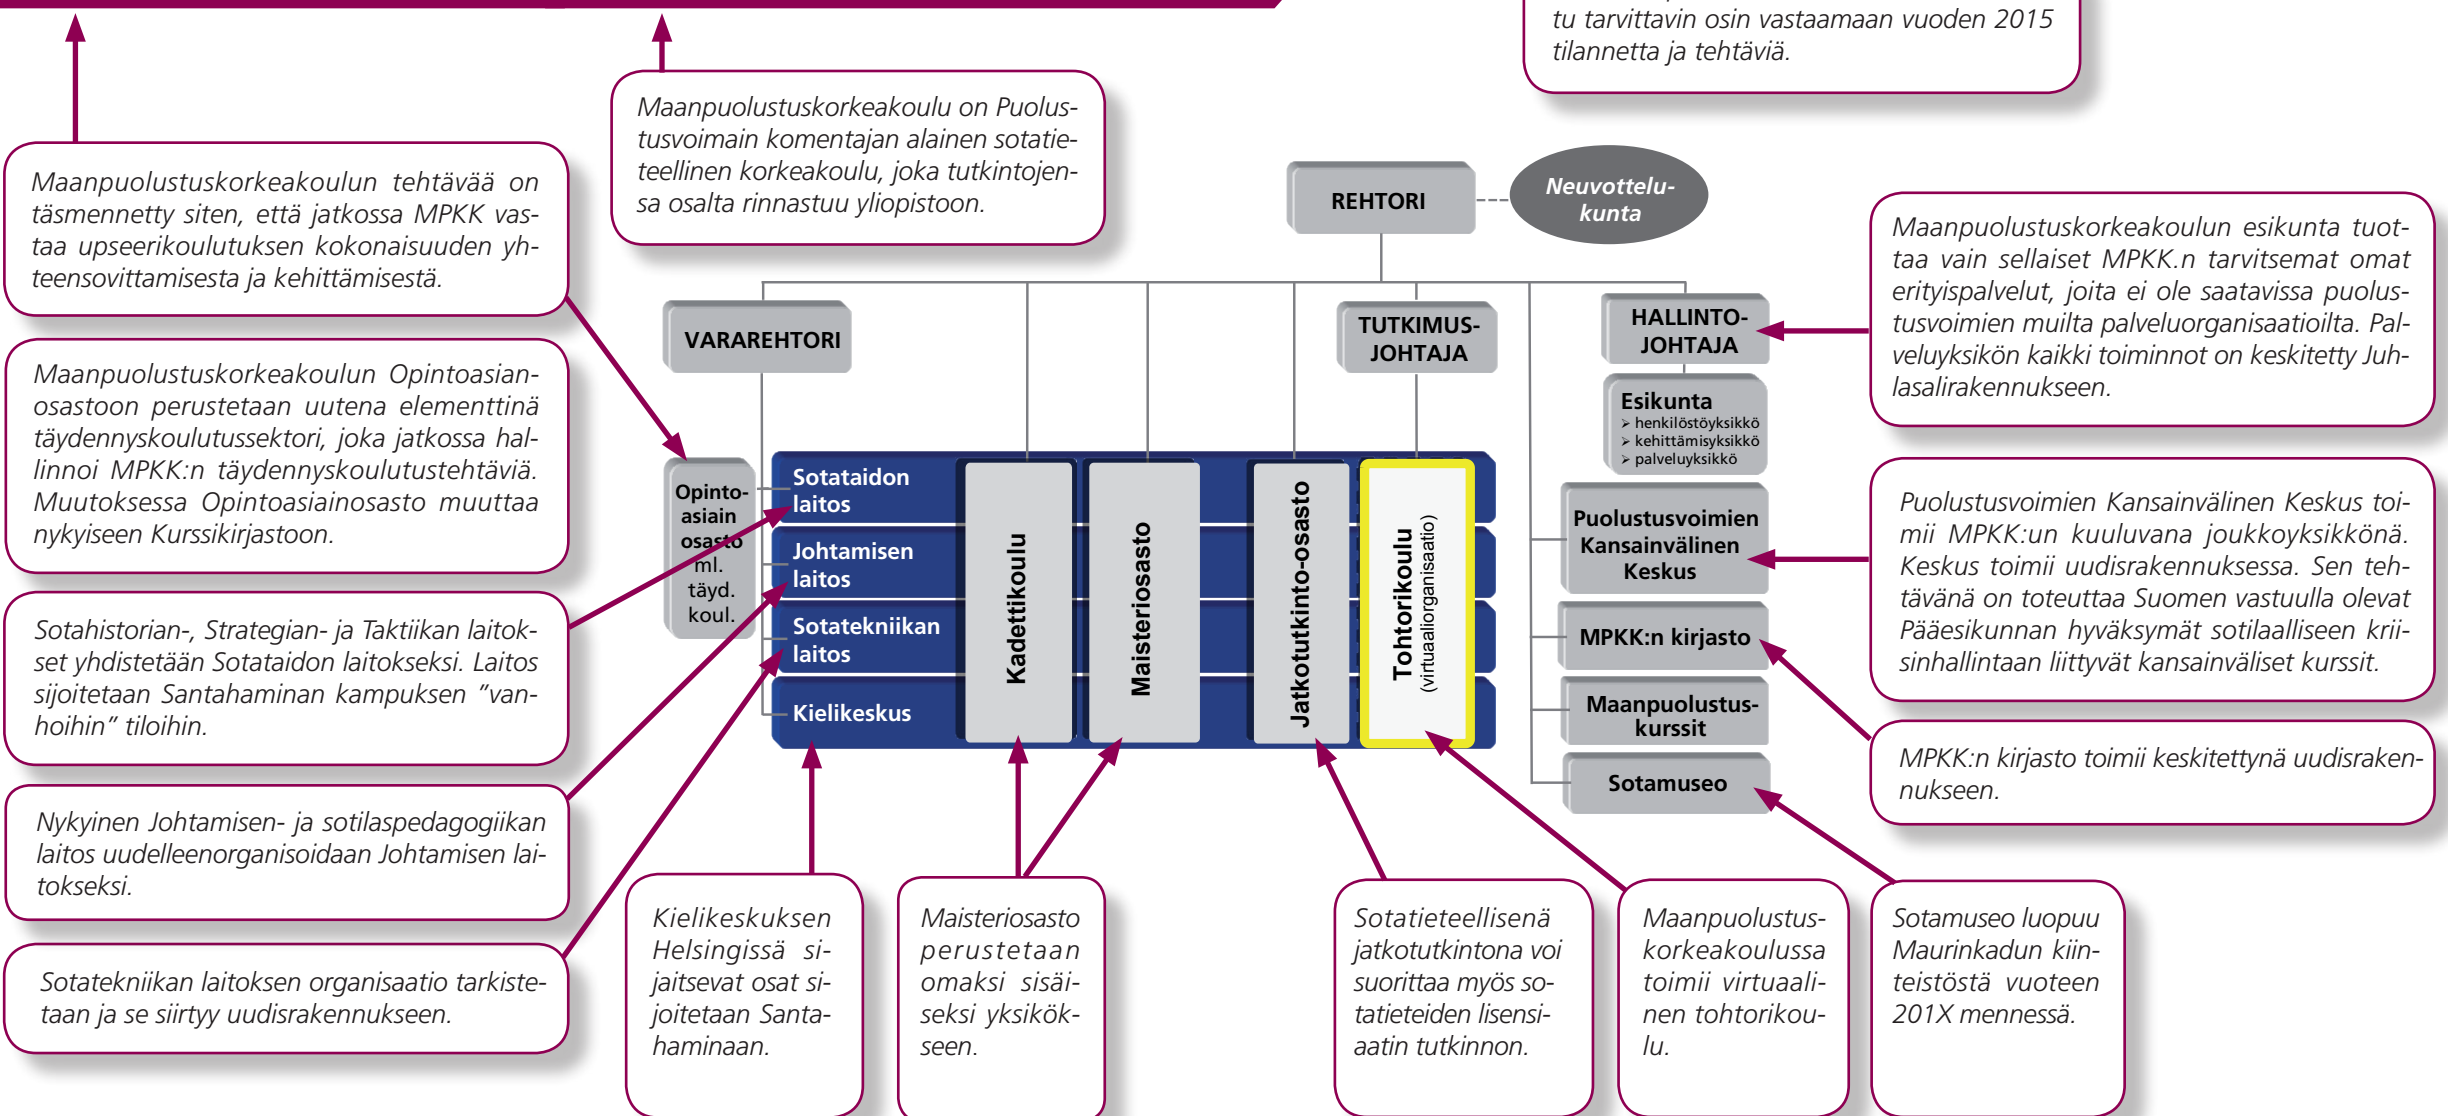 tu tarvittavin osin vastaamaan vuoden 2015
tilannetta ja tehtäviä.
Maanpuolustuskorkeakoulu on Puolus-
tusvoimain komentajan alainen sotatie-
teellinen korkeakoulu, joka tutkintojen-
sa osalta rinnastuu yliopistoon.
Maanpuolustuskorkeakoulun tehtävää on
täsmennetty siten, että jatkossa MPKK vas-
taa upseerikoulutuksen kokonaisuuden yh-
teensovittamisesta ja kehittämisestä.
Maanpuolustuskorkeakoulun Opintoasian-
osastoon perustetaan uutena elementtinä
täydennyskoulutussektori, joka jatkossa hal-
linnoi MPKK:n täydennyskoulutustehtäviä.
Muutoksessa Opintoasiainosasto muuttaa
nykyiseen Kurssikirjastoon.
Sotahistorian-, Strategian- ja Taktiikan laitok-
set yhdistetään Sotataidon laitokseksi. Laitos
sijoitetaan Santahaminan kampuksen ”van-
hoihin” tiloihin.
Nykyinen Johtamisen- ja sotilaspedagogiikan
laitos uudelleenorganisoidaan Johtamisen lai-
tokseksi.
Sotatekniikan laitoksen organisaatio tarkiste-
taan ja se siirtyy uudisrakennukseen.
REHTORI
Neuvottelu-
kunta
VARAREHTORI
TUTKIMUS-
JOHTAJA
HALLINTO-
JOHTAJA
Esikunta
➢ henkilöstöyksikkö
➢ kehittämisyksikkö
➢ palveluyksikkö
Opinto-
asiain
osasto
ml.
täyd.
koul.
Sotataidon
laitos
Johtamisen
laitos
Sotatekniikan
laitos
Kielikeskus
Kadettikoulu
Maisteriosasto
Jatkotutkinto-osasto
Tohtorikoulu
(virtuaaliorganisaatio)
Puolustusvoimien
Kansainvälinen
Keskus
MPKK:n kirjasto
Maanpuolustus-
kurssit
Sotamuseo
Maanpuolustuskorkeakoulun esikunta tuot-
taa vain sellaiset MPKK.n tarvitsemat omat
erityispalvelut, joita ei ole saatavissa puolus-
tusvoimien muilta palveluorganisaatioilta. Pal-
veluyksikön kaikki toiminnot on keskitetty Juh-
lasalirakennukseen.
Puolustusvoimien Kansainvälinen Keskus toi-
mii MPKK:un kuuluvana joukkoyksikkönä.
Keskus toimii uudisrakennuksessa. Sen teh-
tävänä on toteuttaa Suomen vastuulla olevat
Pääesikunnan hyväksymät sotilaalliseen krii-
sinhallintaan liittyvät kansainväliset kurssit.
MPKK:n kirjasto toimii keskitettynä uudisraken-
nukseen.
Kielikeskuksen
Helsingissä si-
jaitsevat osat si-
joitetaan Santa-
haminaan.
Maisteriosasto
perustetaan
omaksi sisäi-
seksi yksikök-
seen.
Sotatieteellisenä
jatkotutkintona voi
suorittaa myös so-
tatieteiden lisensi-
aatin tutkinnon.
Maanpuolustus-
korkeakoulussa
toimii virtuaali-
nen tohtorikou-
lu.
Sotamuseo luopuu
Maurinkadun kiin-
teistöstä vuoteen
201X mennessä.